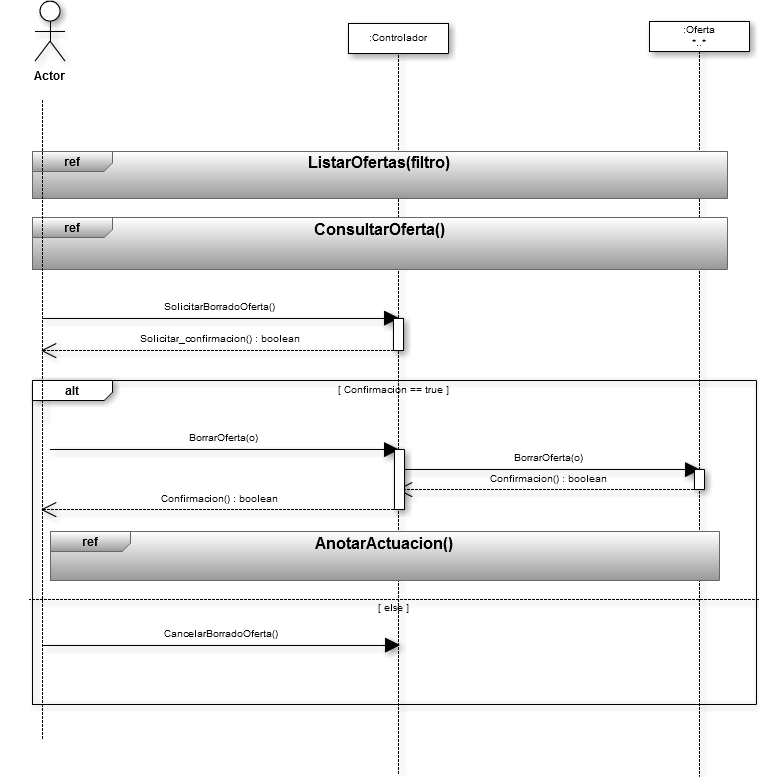 Actor
:Controlador
:Oferta
*..*
ref
ListarOfertas(filtro)
ref
ConsultarOferta()
SolicitarBorradoOferta()
Solicitar_confirmacion() : boolean
alt
[ Confirmacion == true ]
BorrarOferta(o)
BorrarOferta(o)
Confirmacion() : boolean
Confirmacion() : boolean
ref
AnotarActuacion()
[ else ]
CancelarBorradoOferta()